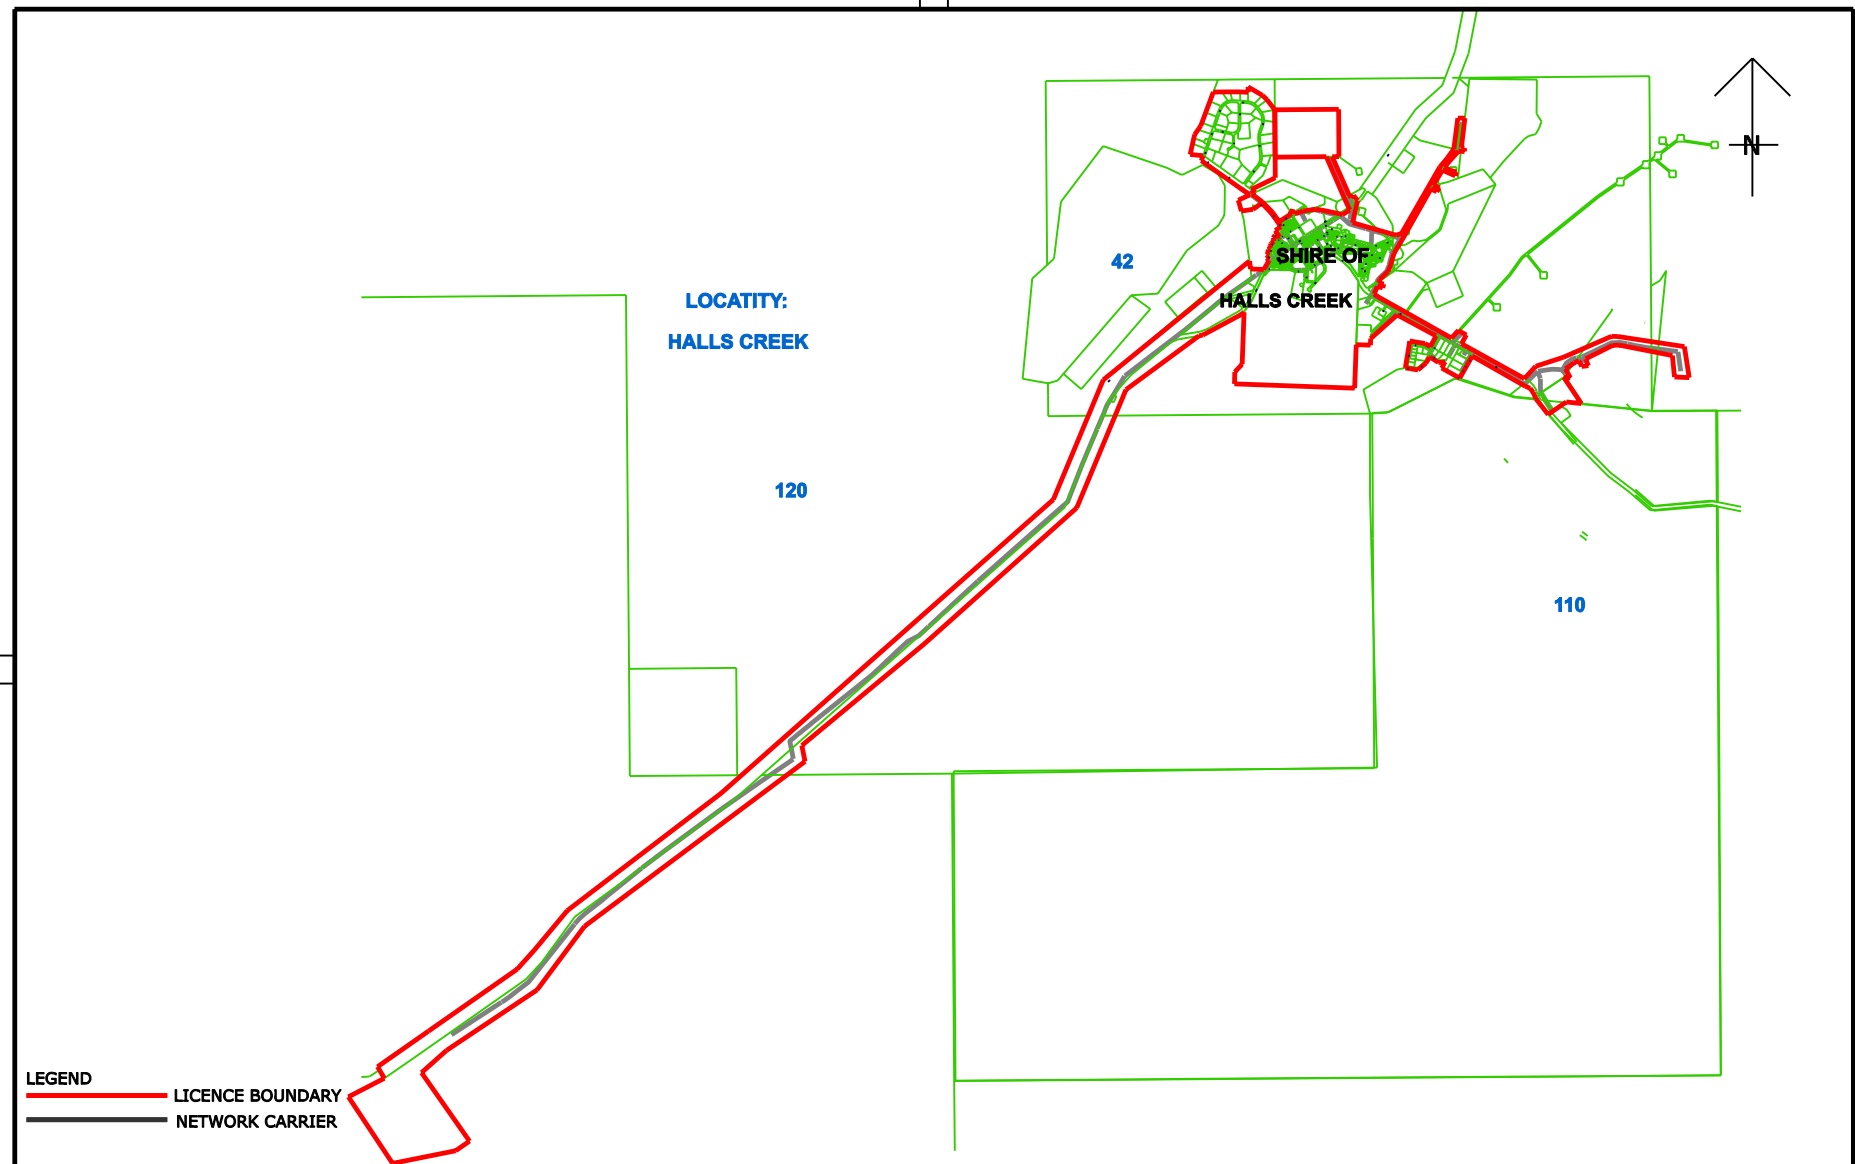 N
SHIRE OF
HALLS CREEK
42
LOCATITY:
HALLS CREEK
120
110
LEGEND
LICENCE BOUNDARY
NETWORK CARRIER